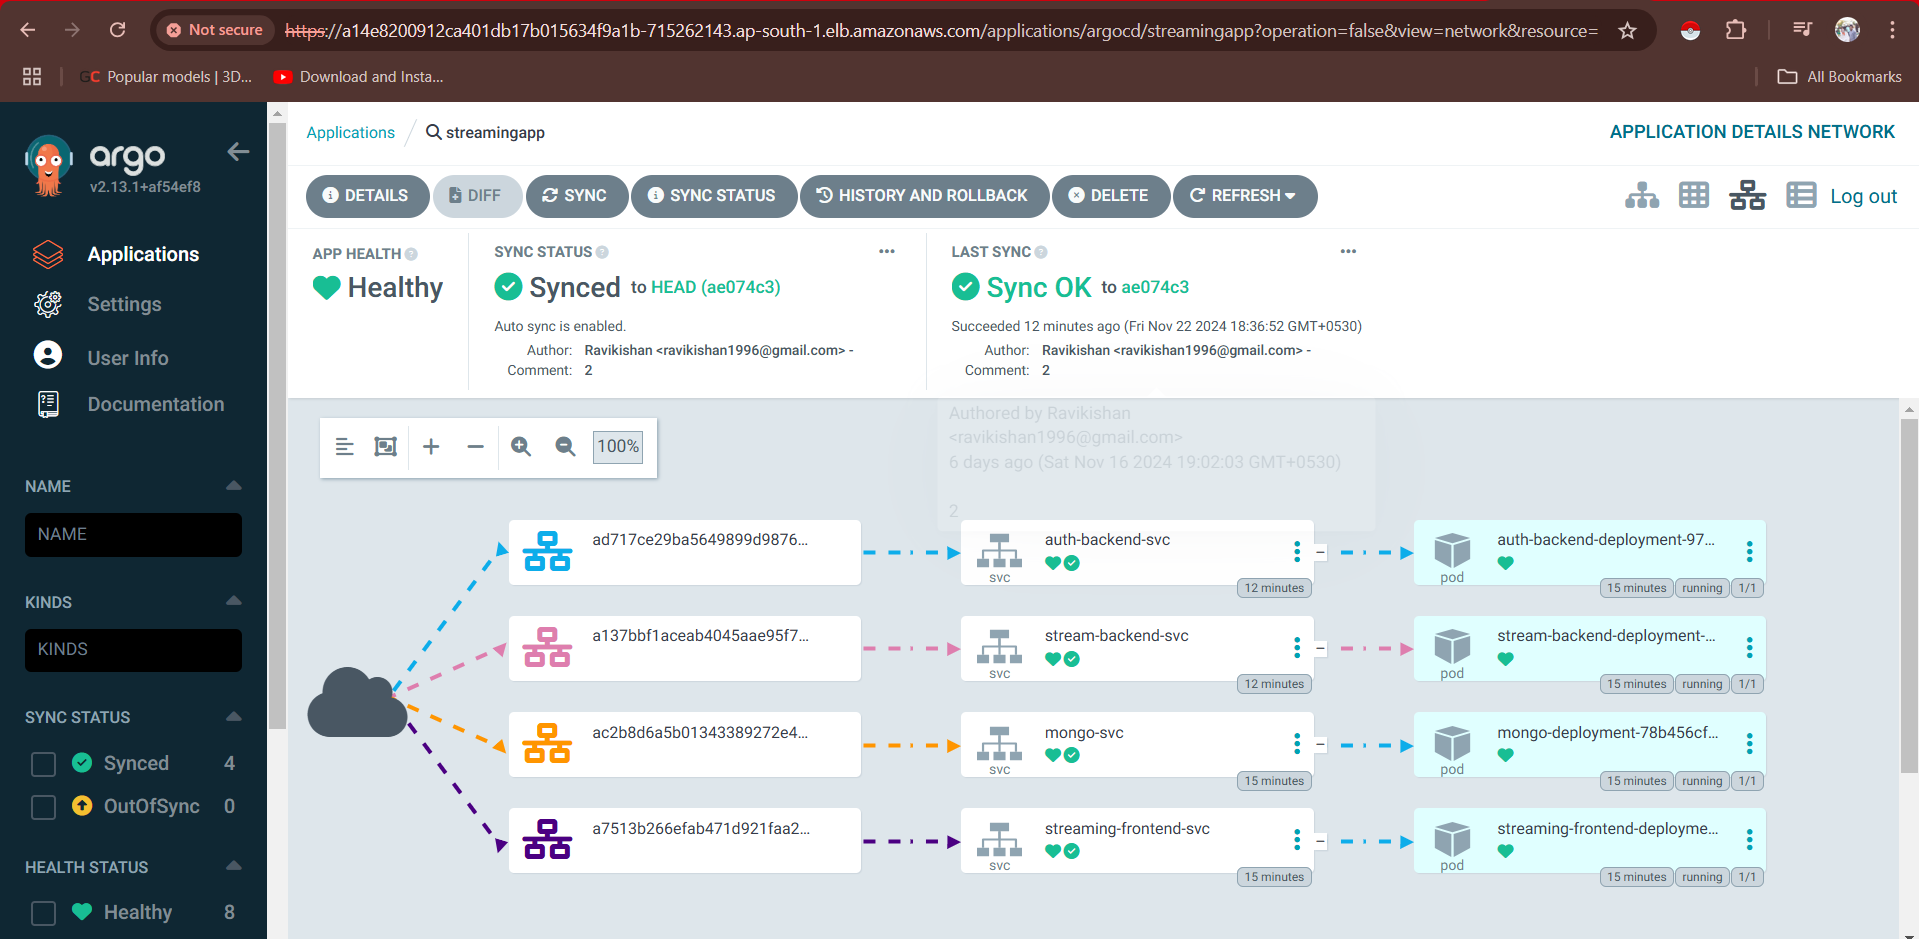 Not secure
https://a14e8200912ca401db17b015634f9a1b-715262143.ap-south-1.elb.amazonaws.com/applications/argocd/streamingapp?operation=false&view=network&resource=
GC Popular models | 3D...
Download and Insta...
All Bookmarks
argo
v2.13.1+af54ef8
Applications
Settings
User Info
Documentation
NAME
NAME
KINDS
KINDS
SYNC STATUS
Synced 4
OutOfSync 0
HEALTH STATUS
Healthy 8
Applications / streamingapp
APPLICATION DETAILS NETWORK
DETAILS
DIFF
SYNC
SYNC STATUS
HISTORY AND ROLLBACK
DELETE
REFRESH
Log out
APP HEALTH
Healthy
SYNC STATUS
Synced to HEAD (ae074c3)
Auto sync is enabled.
Author: Ravikishan <ravikishan1996@gmail.com> -
Comment: 2
LAST SYNC
Sync OK to ae074c3
Succeeded 12 minutes ago (Fri Nov 22 2024 18:36:52 GMT+0530)
Author: Ravikishan <ravikishan1996@gmail.com> -
Comment: 2
Authored by Ravikishan
<ravikishan1996@gmail.com>
6 days ago (Sat Nov 16 2024 19:02:03 GMT+0530)
2
100%
ad717ce29ba5649899d9876...
auth-backend-svc
svc
12 minutes
auth-backend-deployment-97...
pod
15 minutes running 1/1
a137bbf1aceab4045aae95f7...
stream-backend-svc
svc
12 minutes
stream-backend-deployment-...
pod
15 minutes running 1/1
ac2b8d6a5b01343389272e4...
mongo-svc
svc
15 minutes
mongo-deployment-78b456cf...
pod
15 minutes running 1/1
a7513b266efab471d921faa2...
streaming-frontend-svc
svc
15 minutes
streaming-frontend-deployme...
pod
15 minutes running 1/1